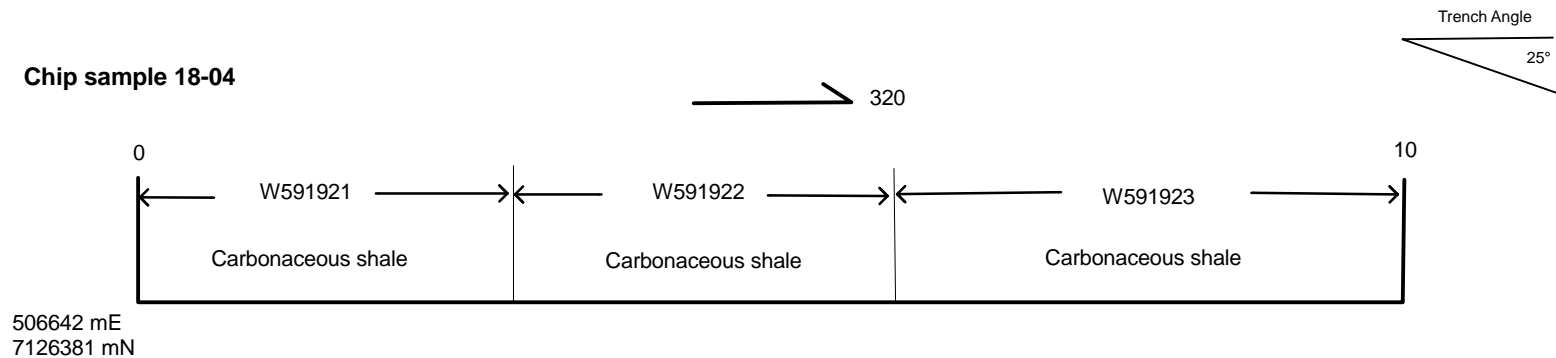 Trench Angle
25°
Chip sample 18-04
320
0
10
W591921
W591922
W591923
Carbonaceous shale
Carbonaceous shale
Carbonaceous shale
506642 mE
7126381 mN